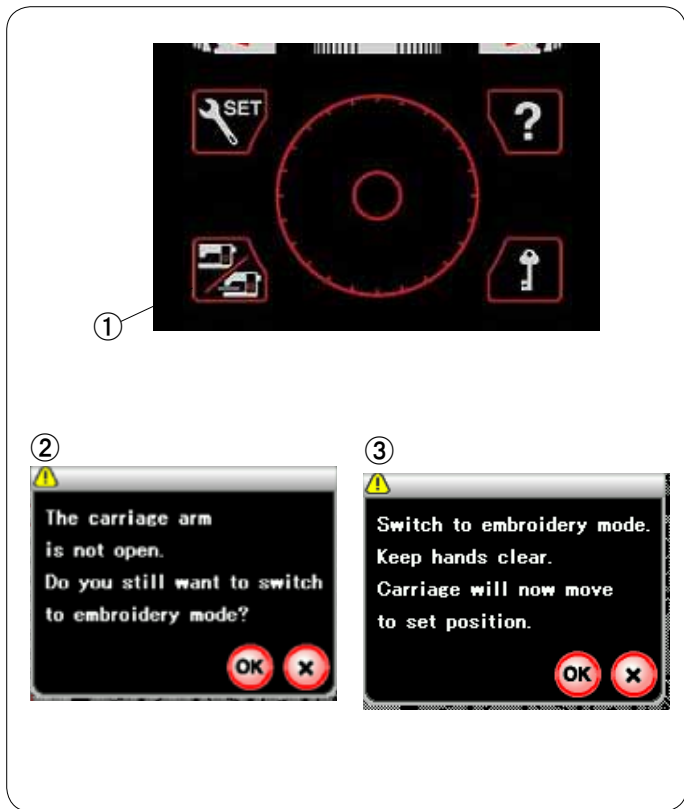 SET
?
①
②
The carriage arm
is not open.
Do you still want to switch
to embroidery mode?
OK ×
③
Switch to embroidery mode.
Keep hands clear.
Carriage will now move
to set position.
OK ×